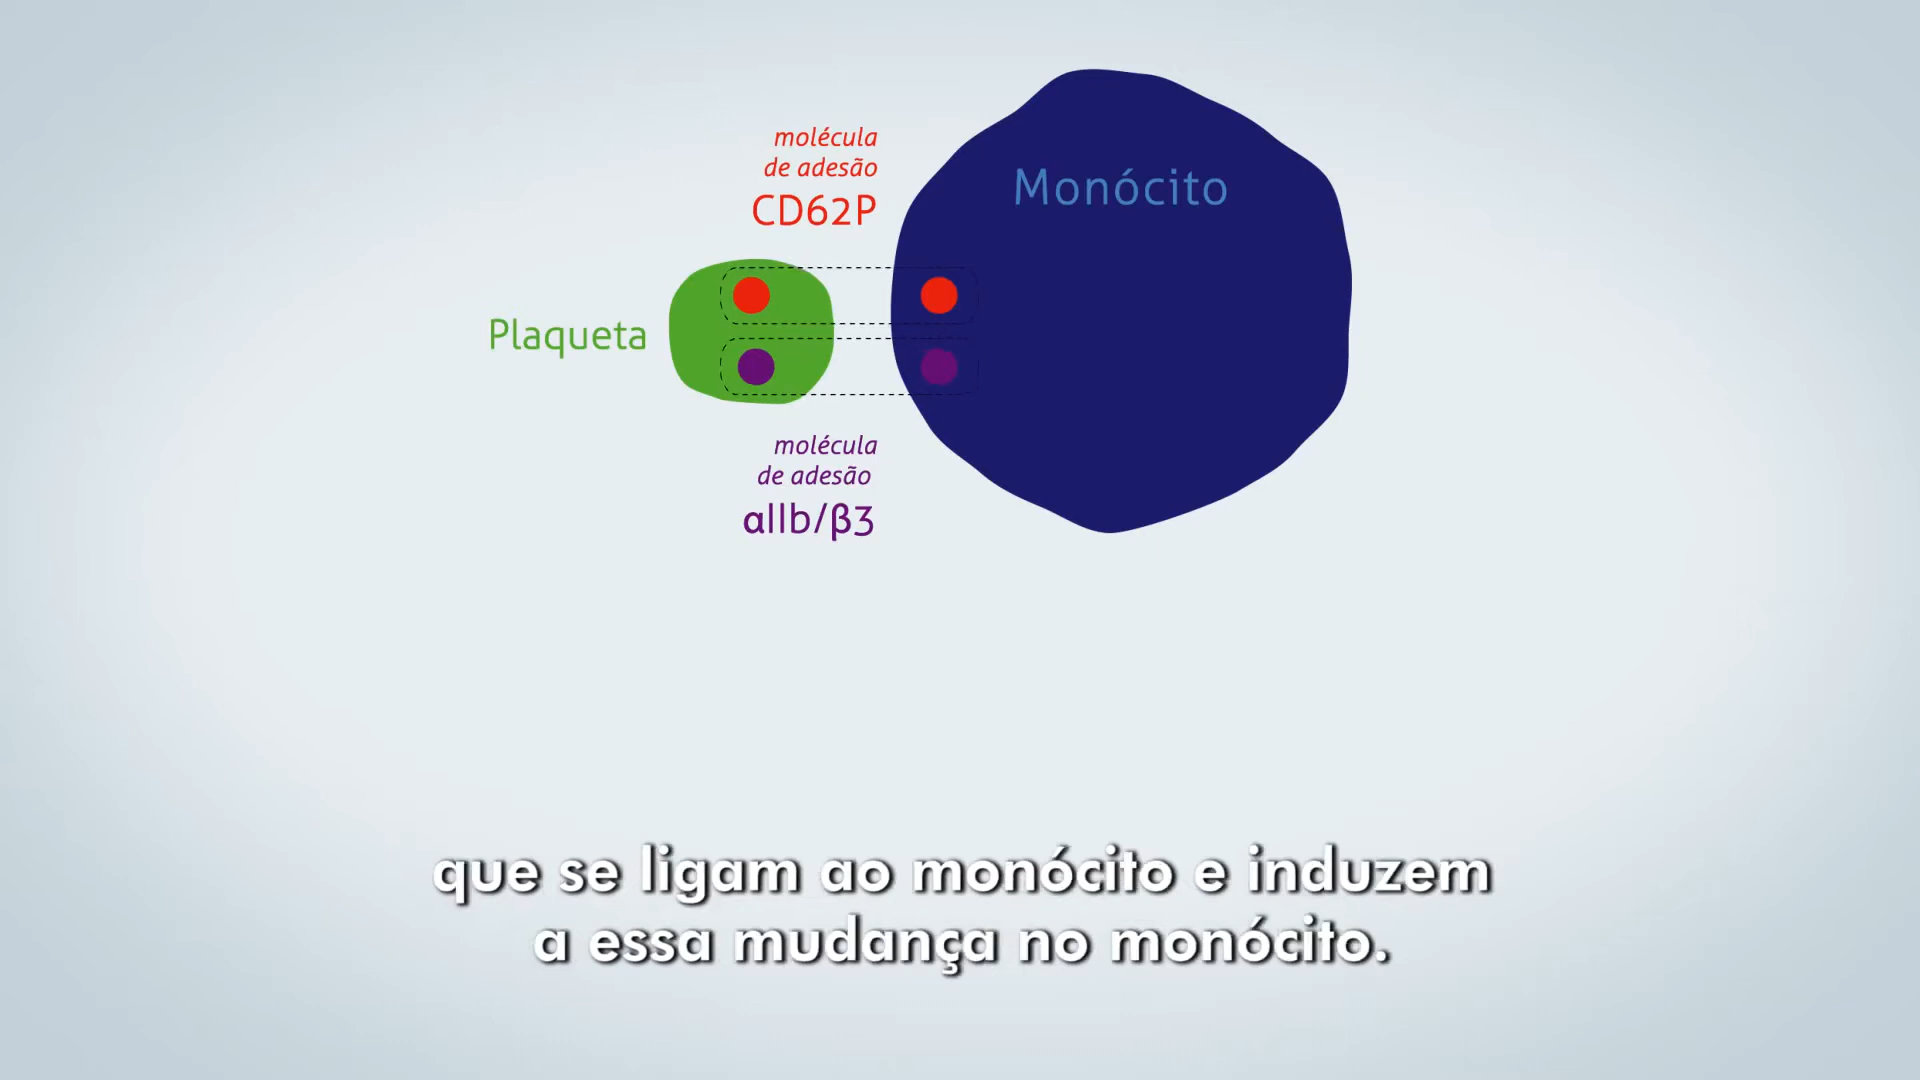 molécula
de adesão
CD62P
Monócito
Plaqueta
molécula
de adesão
αllb/β3
que se ligam ao monócito e induzem
a essa mudança no monócito.